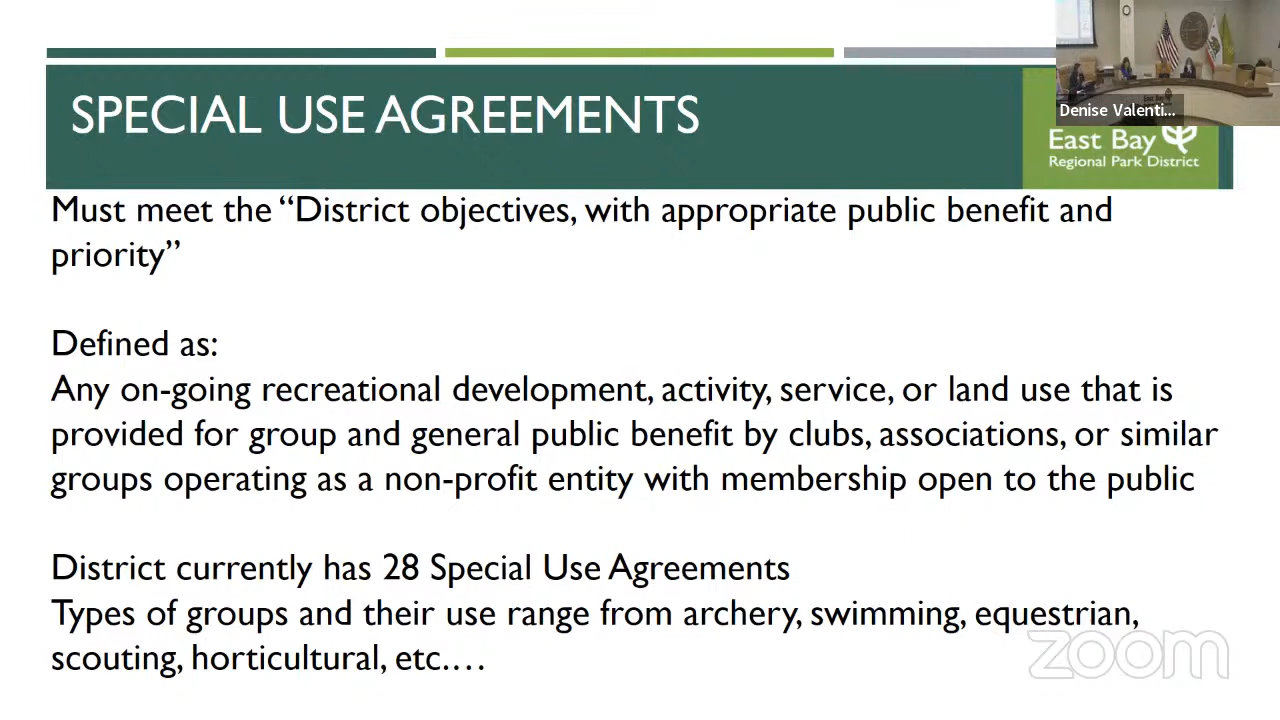 SPECIAL USE AGREEMENTS
Denise Valenti...
East Bay
Regional Park District
Must meet the “District objectives, with appropriate public benefit and
priority”
Defined as:
Any on-going recreational development, activity, service, or land use that is
provided for group and general public benefit by clubs, associations, or similar
groups operating as a non-profit entity with membership open to the public
District currently has 28 Special Use Agreements
Types of groups and their use range from archery, swimming, equestrian,
scouting, horticultural, etc.…
zoom